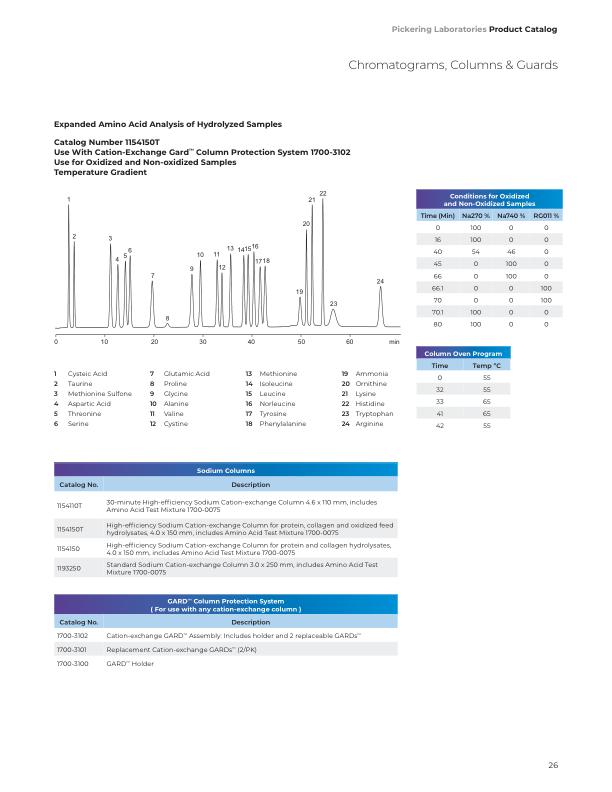 Pickering Laboratories Product Catalog
Chromatograms, Columns & Guards
Expanded Amino Acid Analysis of Hydrolyzed Samples
Catalog Number 1154150T
Use With Cation-Exchange Gard™ Column Protection System 1700-3102
Use for Oxidized and Non-oxidized Samples
Temperature Gradient
1 2 3 4 5 6 7 8 9 10 11 12 13 14 15 16 17 18 19 20 21 22 23 24
0 10 20 30 40 50 60 min
1 Cysteic Acid 7 Glutamic Acid 13 Methionine 19 Ammonia
2 Taurine 8 Proline 14 Isoleucine 20 Ornithine
3 Methionine Sulfone 9 Glycine 15 Leucine 21 Lysine
4 Aspartic Acid 10 Alanine 16 Norleucine 22 Histidine
5 Threonine 11 Valine 17 Tyrosine 23 Tryptophan
6 Serine 12 Cystine 18 Phenylalanine 24 Arginine
Conditions for Oxidized
and Non-Oxidized Samples
Time (Min) Na270 % Na740 % RG011 %
0 100 0 0
16 100 0 0
40 54 46 0
45 0 100 0
66 0 100 0
66.1 0 0 100
70 0 0 100
70.1 100 0 0
80 100 0 0
Column Oven Program
Time Temp °C
0 55
32 55
33 65
41 65
42 55
Sodium Columns
Catalog No. Description
1154110T 30-minute High-efficiency Sodium Cation-exchange Column 4.6 x 110 mm, includes
Amino Acid Test Mixture 1700-0075
1154150T High-efficiency Sodium Cation-exchange Column for protein, collagen and oxidized feed
hydrolysates, 4.0 x 150 mm, includes Amino Acid Test Mixture 1700-0075
1154150 High-efficiency Sodium Cation-exchange Column for protein and collagen hydrolysates,
4.0 x 150 mm, includes Amino Acid Test Mixture 1700-0075
1193250 Standard Sodium Cation-exchange Column 3.0 x 250 mm, includes Amino Acid Test
Mixture 1700-0075
GARD™ Column Protection System
( For use with any cation-exchange column )
Catalog No. Description
1700-3102 Cation-exchange GARD™ Assembly: Includes holder and 2 replaceable GARDs™
1700-3101 Replacement Cation-exchange GARDs™ (2/PK)
1700-3100 GARD™ Holder
26